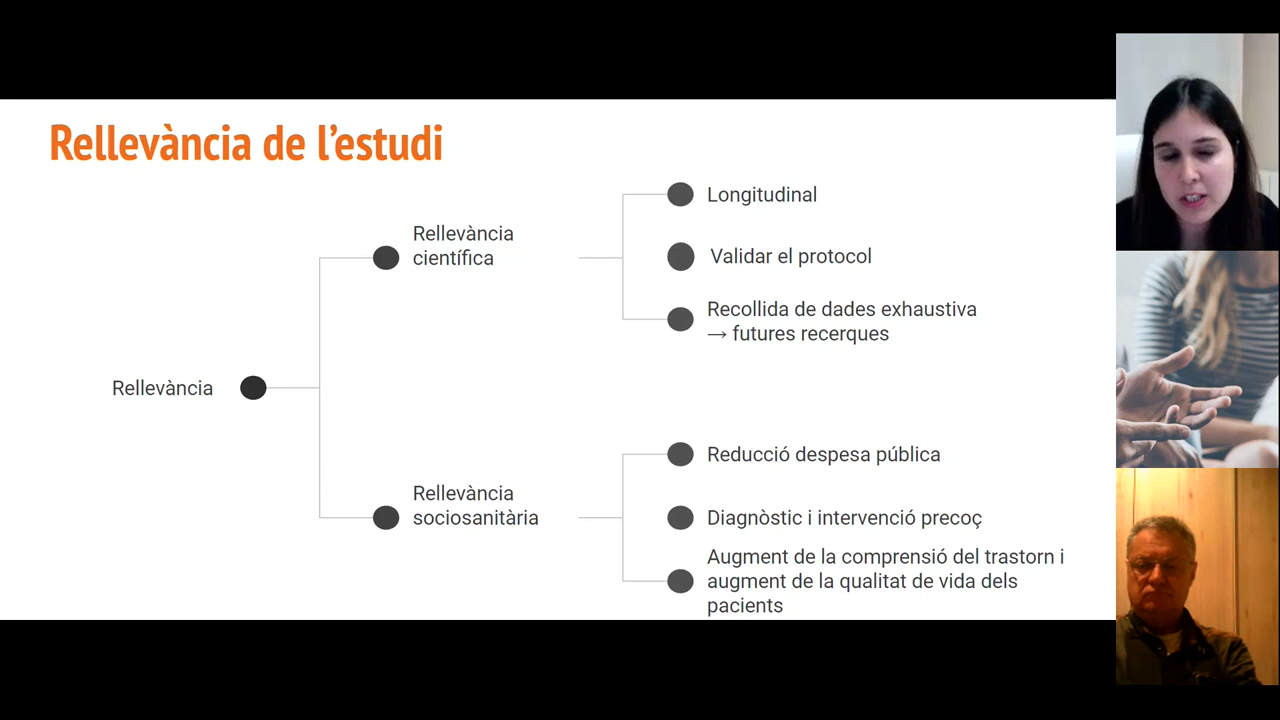 Rellevància de l'estudi
Rellevància
Rellevància
científica
Longitudinal
Validar el protocol
Recollida de dades exhaustiva
→ futures recerques
Rellevància
sociosanitària
Reducció despesa pública
Diagnòstic i intervenció precoç
Augment de la comprensió del trastorn i
augment de la qualitat de vida dels
pacients